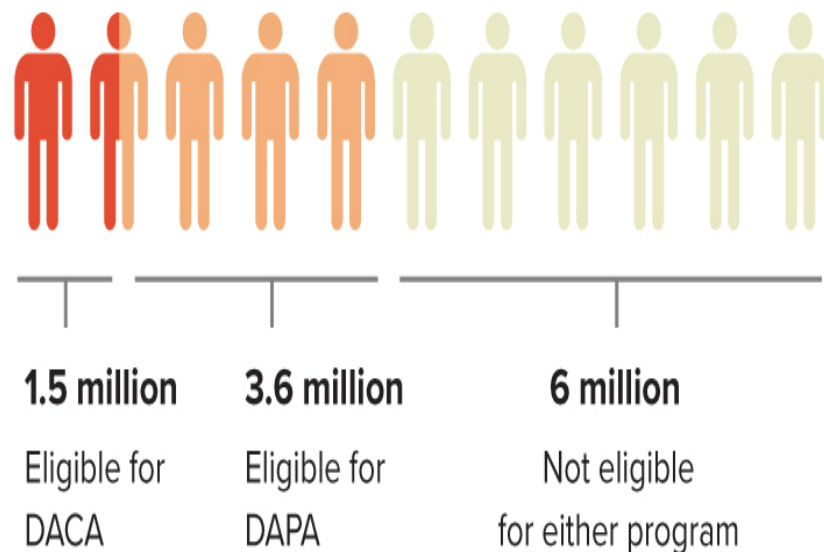 1.5 million
Eligible for
DACA
3.6 million
Eligible for
DAPA
6 million
Not eligible
for either program